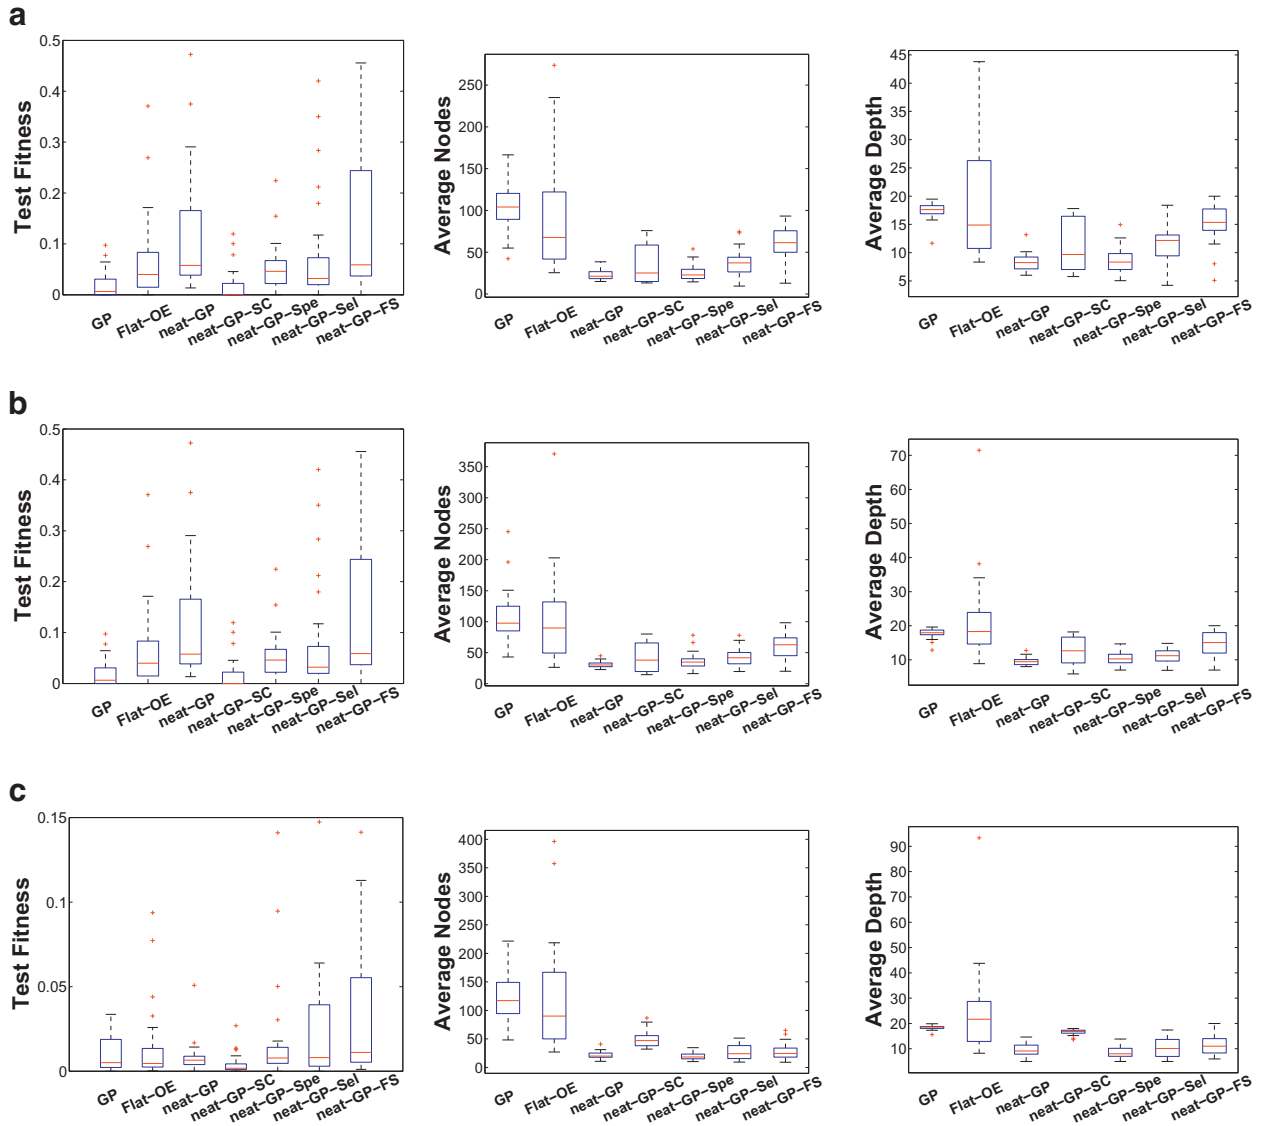 a
Test Fitness
0.5
0.4
0.3
0.2
0.1
0
GP
Flat−OE
neat−GP
neat−GP−SC
neat−GP−Spe
neat−GP−Sel
neat−GP−FS
Average Nodes
250
200
150
100
50
0
GP
Flat−OE
neat−GP
neat−GP−SC
neat−GP−Spe
neat−GP−Sel
neat−GP−FS
Average Depth
45
40
35
30
25
20
15
10
5
GP
Flat−OE
neat−GP
neat−GP−SC
neat−GP−Spe
neat−GP−Sel
neat−GP−FS
b
Test Fitness
0.5
0.4
0.3
0.2
0.1
0
GP
Flat−OE
neat−GP
neat−GP−SC
neat−GP−Spe
neat−GP−Sel
neat−GP−FS
Average Nodes
350
300
250
200
150
100
50
0
GP
Flat−OE
neat−GP
neat−GP−SC
neat−GP−Spe
neat−GP−Sel
neat−GP−FS
Average Depth
70
60
50
40
30
20
10
GP
Flat−OE
neat−GP
neat−GP−SC
neat−GP−Spe
neat−GP−Sel
neat−GP−FS
c
Test Fitness
0.15
0.1
0.05
0
GP
Flat−OE
neat−GP
neat−GP−SC
neat−GP−Spe
neat−GP−Sel
neat−GP−FS
Average Nodes
400
350
300
250
200
150
100
50
0
GP
Flat−OE
neat−GP
neat−GP−SC
neat−GP−Spe
neat−GP−Sel
neat−GP−FS
Average Depth
90
80
70
60
50
40
30
20
10
GP
Flat−OE
neat−GP
neat−GP−SC
neat−GP−Spe
neat−GP−Sel
neat−GP−FS